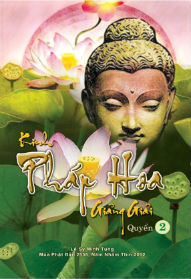 Kinh
Pháp Hoa
Giảng Giải
Quyển 2
Lê Sỹ Minh Tùng
Mùa Phật Đản 2556, Năm Nhâm Thìn 2012